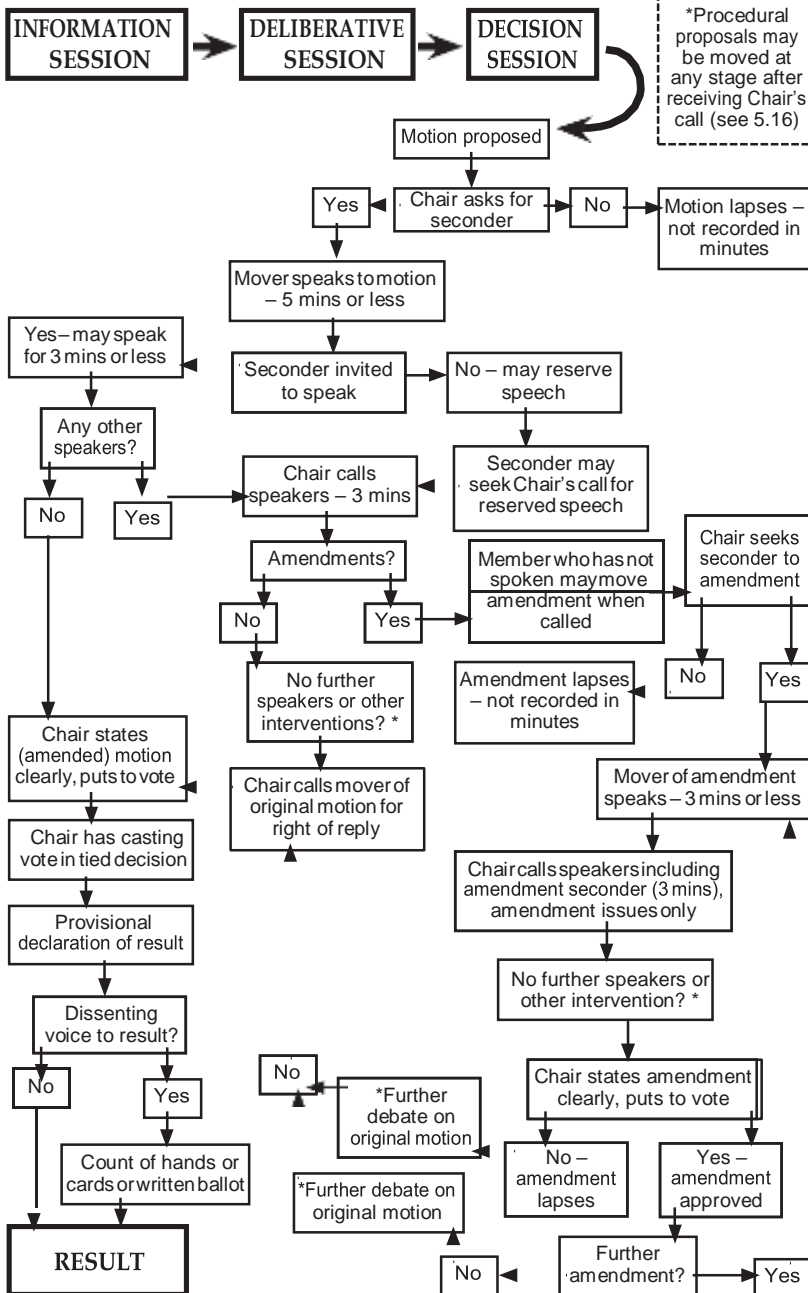 INFORMATION
SESSION
DELIBERATIVE
SESSION
DECISION
SESSION
*Procedural
proposals may
be moved at
any stage after
receiving Chair's
call (see 5.16)
Motion proposed
Yes
Chair asks for
seconder
No
Motion lapses –
not recorded in
minutes
Mover speaks to motion
– 5 mins or less
Yes – may speak
for 3 mins or less
Seconder invited
to speak
No – may reserve
speech
Any other
speakers?
Chair calls
speakers – 3 mins
Seconder may
seek Chair's call for
reserved speech
No
Yes
Amendments?
Member who has not
spoken may move
amendment when
called
Chair seeks
seconder to
amendment
No
Yes
No further
speakers or other
interventions? *
Amendment lapses
– not recorded in
minutes
No
Yes
Chair states
(amended) motion
clearly, puts to vote
Chair calls mover of
original motion for
right of reply
Mover of amendment
speaks – 3 mins or less
Chair has casting
vote in tied decision
Chair calls speakers including
amendment seconder (3 mins),
amendment issues only
Provisional
declaration of result
No further speakers or
other intervention? *
Dissenting
voice to result?
No
Yes
No
*Further
debate on
original motion
Chair states amendment
clearly, puts to vote
Count of hands or
cards or written ballot
*Further debate on
original motion
No –
amendment
lapses
Yes –
amendment
approved
RESULT
No
Further
amendment?
Yes